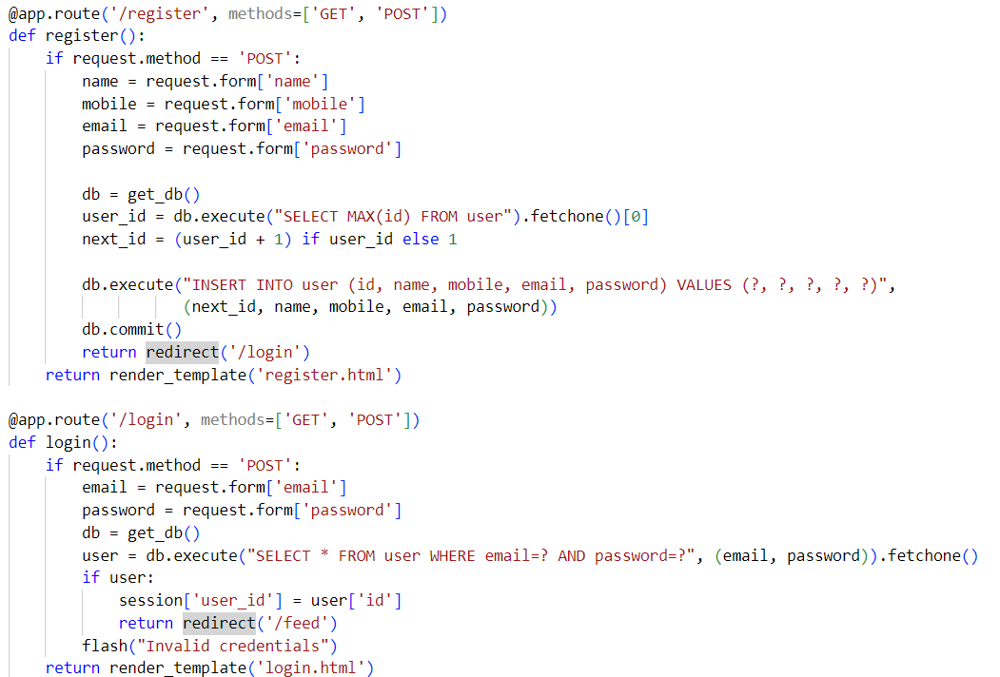 @app.route('/register', methods=['GET', 'POST'])
def register():
    if request.method == 'POST':
        name = request.form['name']
        mobile = request.form['mobile']
        email = request.form['email']
        password = request.form['password']

        db = get_db()
        user_id = db.execute("SELECT MAX(id) FROM user").fetchone()[0]
        next_id = (user_id + 1) if user_id else 1

        db.execute("INSERT INTO user (id, name, mobile, email, password) VALUES (?, ?, ?, ?, ?)",
                   (next_id, name, mobile, email, password))
        db.commit()
        return redirect('/login')
    return render_template('register.html')

@app.route('/login', methods=['GET', 'POST'])
def login():
    if request.method == 'POST':
        email = request.form['email']
        password = request.form['password']
        db = get_db()
        user = db.execute("SELECT * FROM user WHERE email=? AND password=?", (email, password)).fetchone()
        if user:
            session['user_id'] = user['id']
            return redirect('/feed')
        flash("Invalid credentials")
    return render_template('login.html')